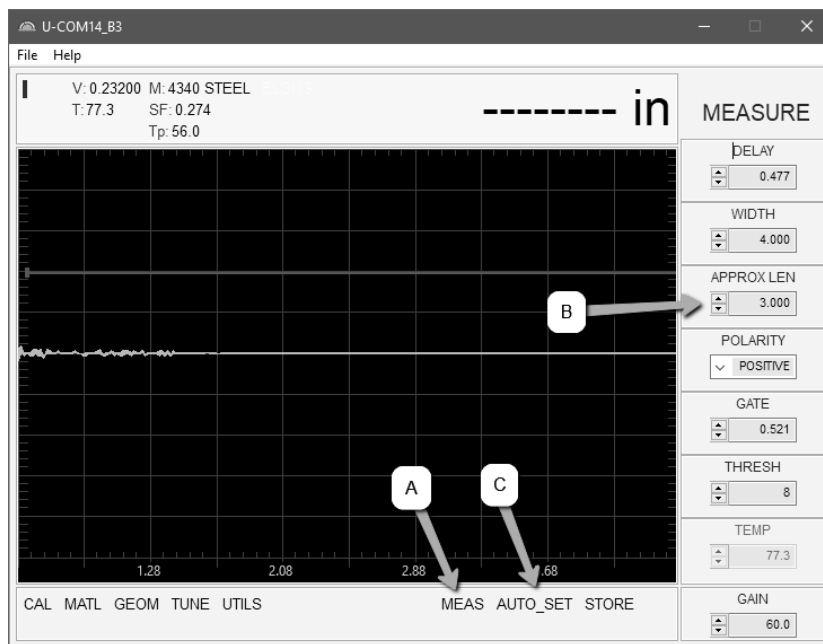 U-COM14_B3
File Help
V: 0.23200 M: 4340 STEEL
T: 77.3 SF: 0.274
Tp: 56.0
-------- in
MEASURE
DELAY
0.477
WIDTH
4.000
APPROX LEN
3.000
B
POLARITY
POSITIVE
GATE
0.521
THRESH
8
A
C
TEMP
77.3
1.28 2.08 2.88 .68
CAL MATL GEOM TUNE UTILS MEAS AUTO_SET STORE
GAIN
60.0